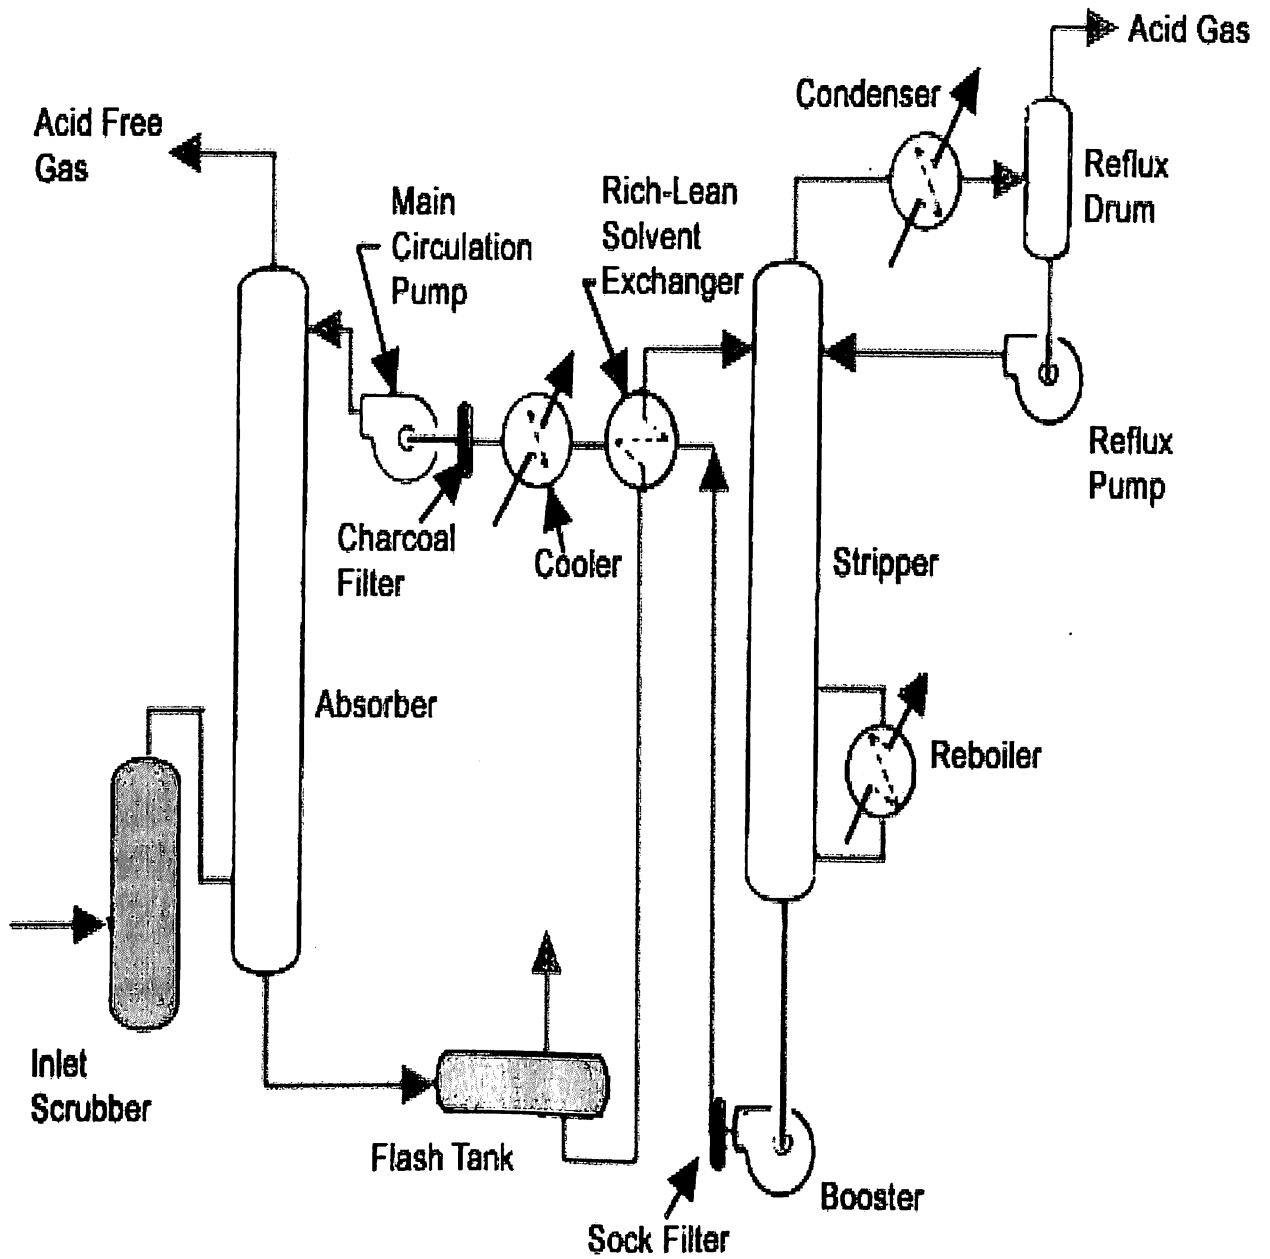 Acid Gas
Condenser
Acid Free
Gas
Reflux
Drum
Main
Circulation
Pump
Rich-Lean
Solvent
Exchanger
Reflux
Pump
Charcoal
Filter
Cooler
Stripper
Absorber
Reboiler
Inlet
Scrubber
Flash Tank
Booster
Sock Filter